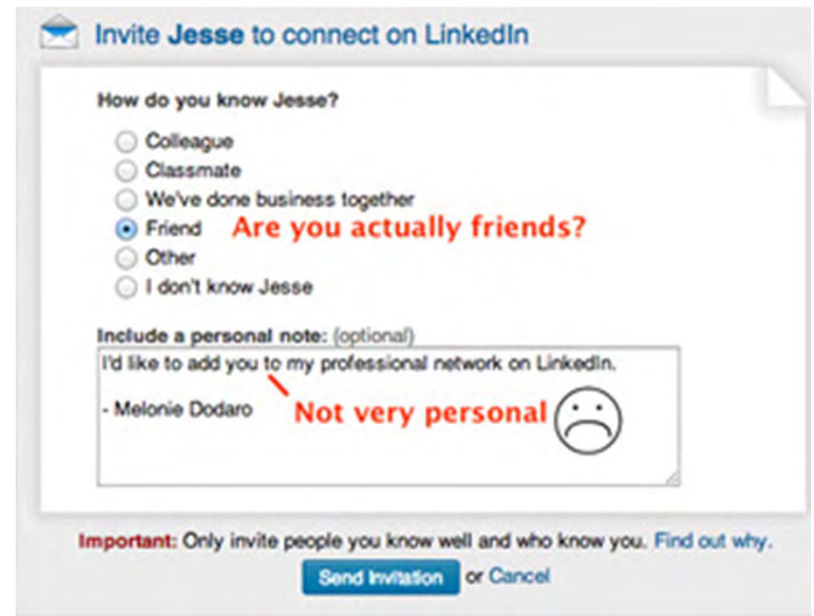 Invite Jesse to connect on LinkedIn
How do you know Jesse?
Colleague
Classmate
We've done business together
Friend Are you actually friends?
Other
I don't know Jesse
Include a personal note: (optional)
I'd like to add you to my professional network on LinkedIn.
- Melonie Dodaro Not very personal
Important: Only invite people you know well and who know you. Find out why.
Send Invitation or Cancel